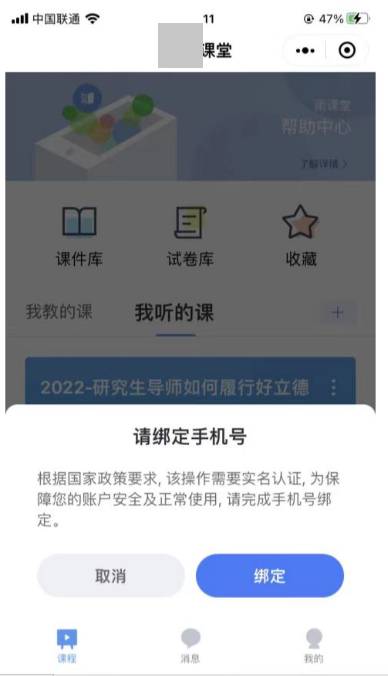 中国联通
11
47%
课堂
雨课堂
帮助中心
了解详情 >
课件库
试卷库
收藏
我教的课
我听的课
+
2022-研究生导师如何履行好立德
请绑定手机号
根据国家政策要求, 该操作需要实名认证, 为保
障您的账户安全及正常使用, 请完成手机号绑
定。
取消
绑定
课程
消息
我的